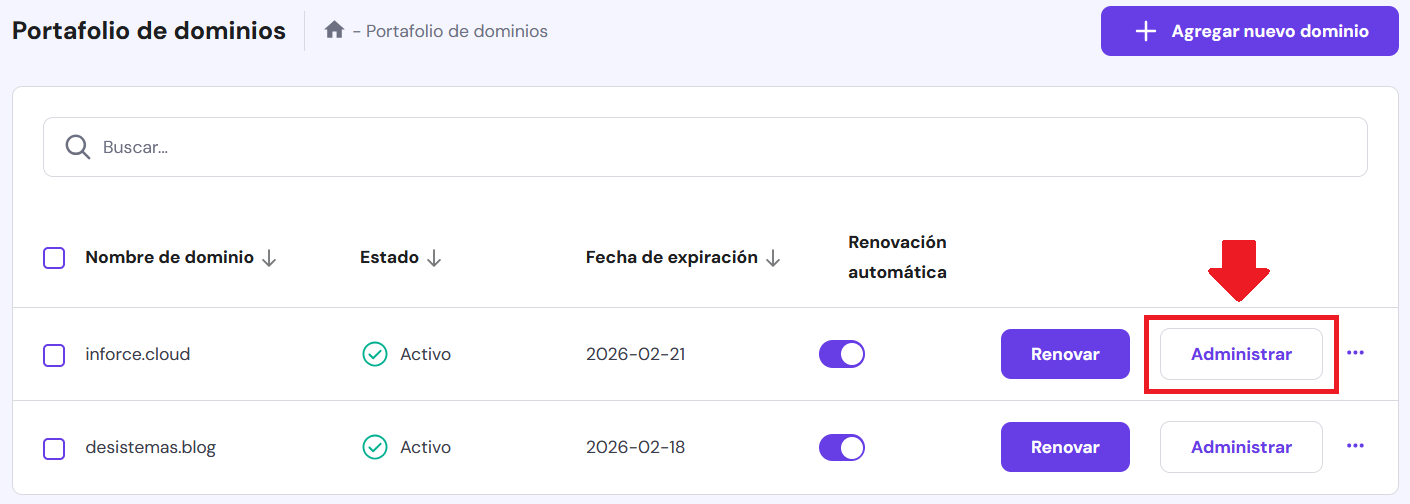 Portafolio de dominios
– Portafolio de dominios
Agregar nuevo dominio
Buscar...
Nombre de dominio
Estado
Fecha de expiración
Renovación
automática
inforce.cloud
Activo
2026-02-21
Renovar
Administrar
desistemas.blog
Activo
2026-02-18
Renovar
Administrar